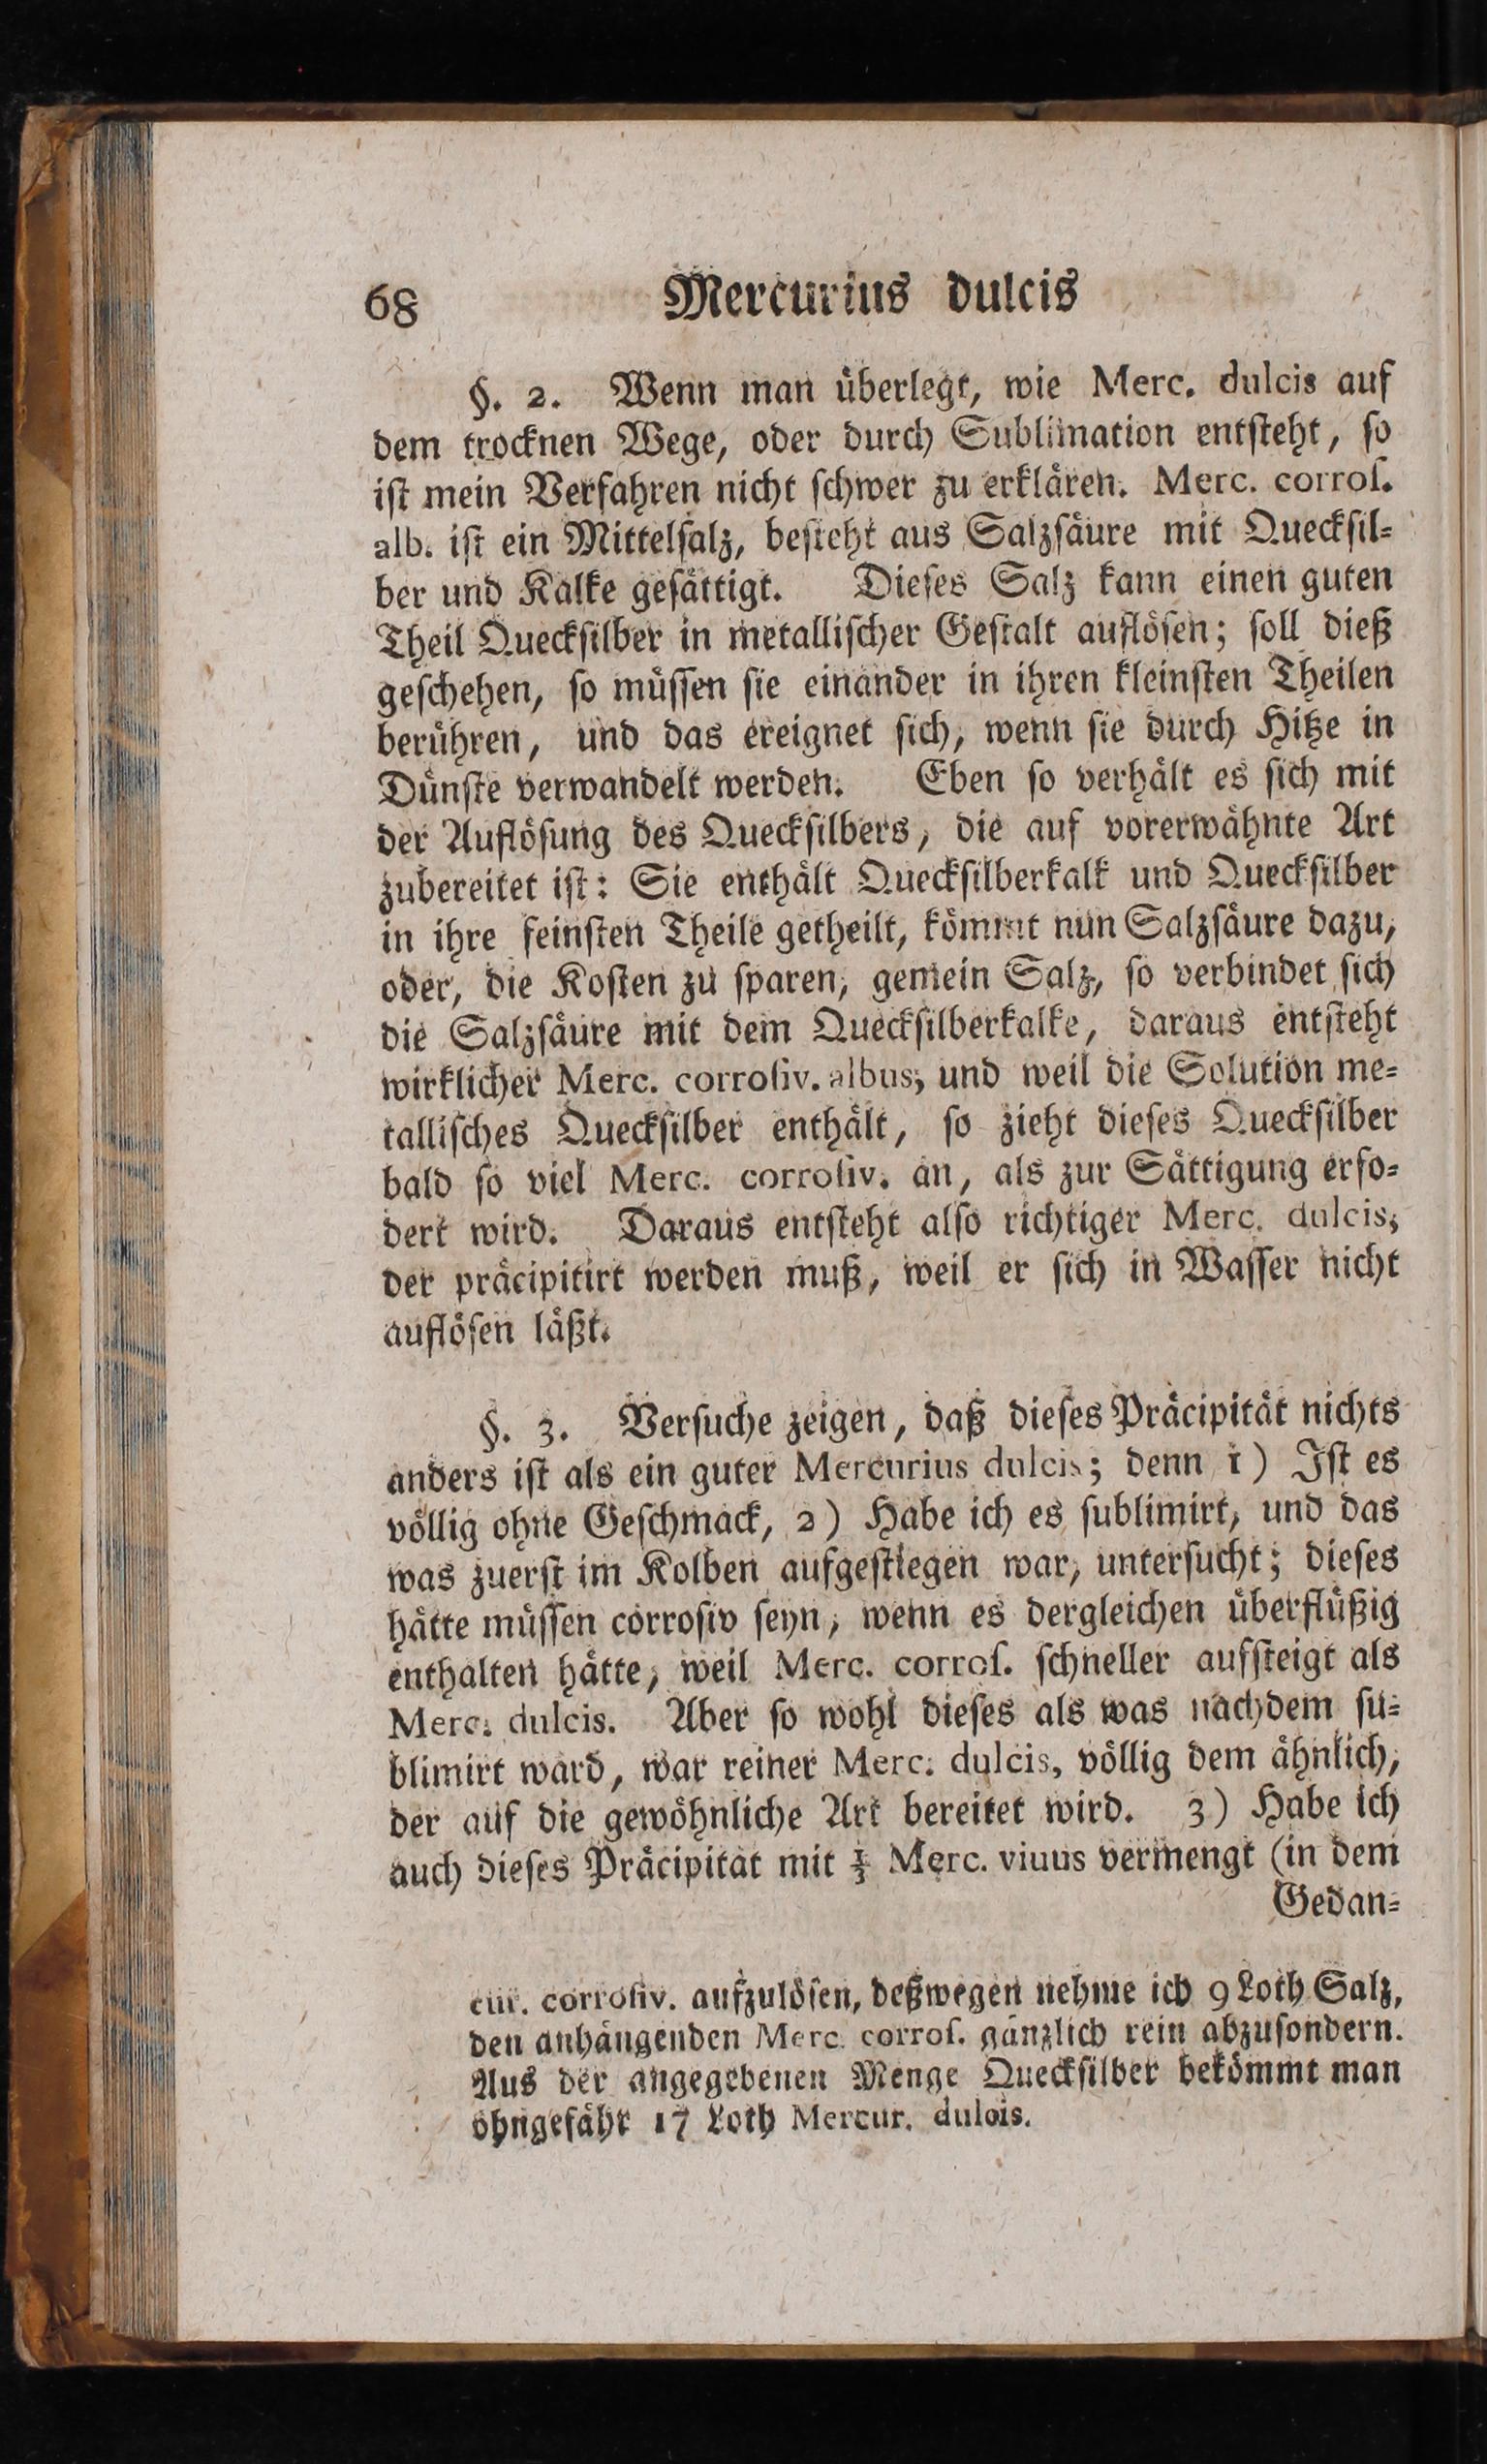 68 Mercurius dulcis
§. 2. Wenn man überlegt, wie Merc. dulcis auf
dem trocknen Wege, oder durch Sublimation entſteht, ſo
iſt mein Verfahren nicht ſchwer zu erklären. Merc. corroſ.
alb. iſt ein Mittelſalz, beſteht aus Salzſäure mit Queckſil⸗
ber und Kalke geſättigt. Dieſes Salz kann einen guten
Theil Queckſilber in metalliſcher Geſtalt auflöſen; ſoll dieß
geſchehen, ſo müſſen ſie einander in ihren kleinſten Theilen
berühren, und das ereignet ſich, wenn ſie durch Hitze in
Dünſte verwandelt werden. Eben ſo verhält es ſich mit
der Auflöſung des Queckſilbers, die auf vorerwähnte Art
zubereitet iſt: Sie enthält Queckſilberkalk und Queckſilber
in ihre feinſten Theile getheilt, kömmt nun Salzſäure dazu,
oder, die Koſten zu ſparen, gemein Salz, ſo verbindet ſich
die Salzſäure mit dem Queckſilberkalke, daraus entſteht
wirklicher Merc. corroſiv. albus, und weil die Solution me⸗
talliſches Queckſilber enthält, ſo zieht dieſes Queckſilber
bald ſo viel Merc. corroſiv. an, als zur Sättigung erfo⸗
dert wird. Daraus entſteht alſo richtiger Merc. dulcis,
der präcipitirt werden muß, weil er ſich in Waſſer nicht
auflöſen läßt.
§. 3. Verſuche zeigen, daß dieſes Präcipität nichts
anders iſt als ein guter Mercurius dulcis; denn 1) Iſt es
völlig ohne Geſchmack, 2) Habe ich es ſublimirt, und das
was zuerſt im Kolben aufgeſtiegen war, unterſucht; dieſes
hätte müſſen corroſiv ſeyn, wenn es dergleichen überflüßig
enthalten hätte, weil Merc. corroſ. ſchneller aufſteigt als
Merc. dulcis. Aber ſo wohl dieſes als was nachdem ſu⸗
blimirt ward, war reiner Merc. dulcis, völlig dem ähnlich,
der auf die gewöhnliche Art bereitet wird. 3) Habe ich
auch dieſes Präcipität mit ⅓ Merc. viuus vermengt (in dem
Gedan⸗
cur. corroſiv. aufzulöſen, deßwegen nehme ich 9 Loth Salz,
den anhängenden Merc. corroſ. gänzlich rein abzuſondern.
Aus der angegebenen Menge Queckſilber bekömmt man
ohngefähr 17 Loth Mercur. dulcis.